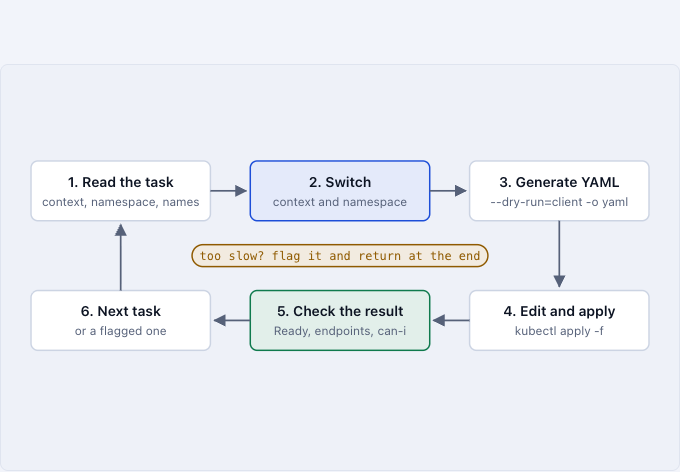 1. Read the task
context, namespace, names
2. Switch
context and namespace
3. Generate YAML
--dry-run=client -o yaml
too slow? flag it and return at the end
6. Next task
or a flagged one
5. Check the result
Ready, endpoints, can-i
4. Edit and apply
kubectl apply -f